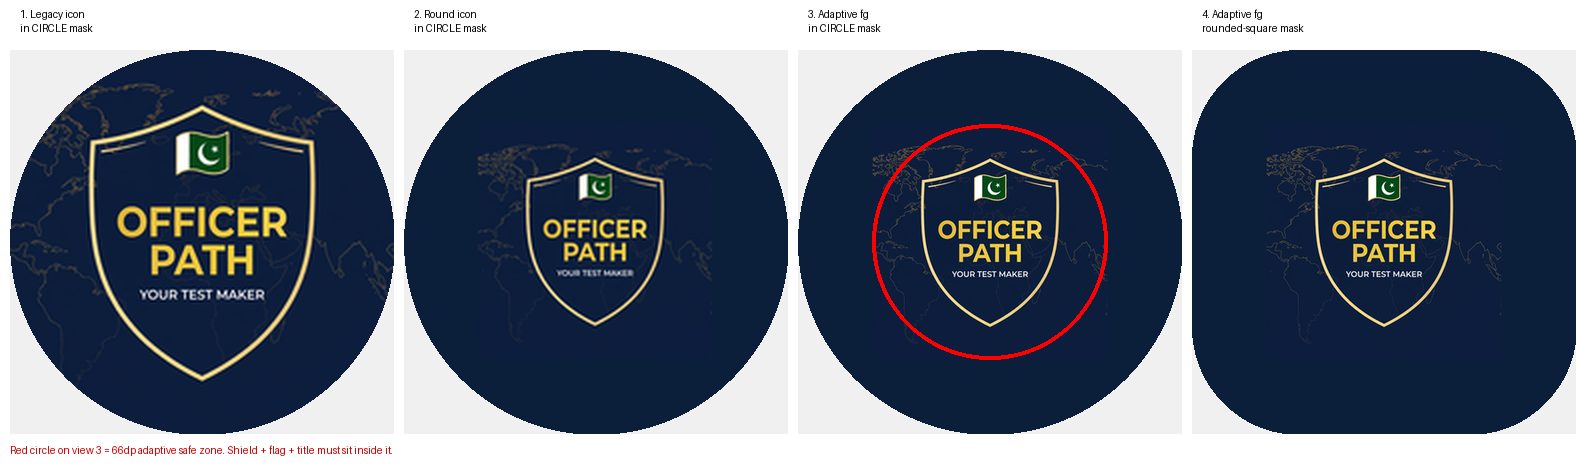 1. Legacy icon
in CIRCLE mask
2. Round icon
in CIRCLE mask
3. Adaptive fg
in CIRCLE mask
4. Adaptive fg
rounded-square mask
OFFICER
PATH
YOUR TEST MAKER
OFFICER
PATH
YOUR TEST MAKER
OFFICER
PATH
YOUR TEST MAKER
OFFICER
PATH
YOUR TEST MAKER
Red circle on view 3 = 66dp adaptive safe zone. Shield + flag + title must sit inside it.